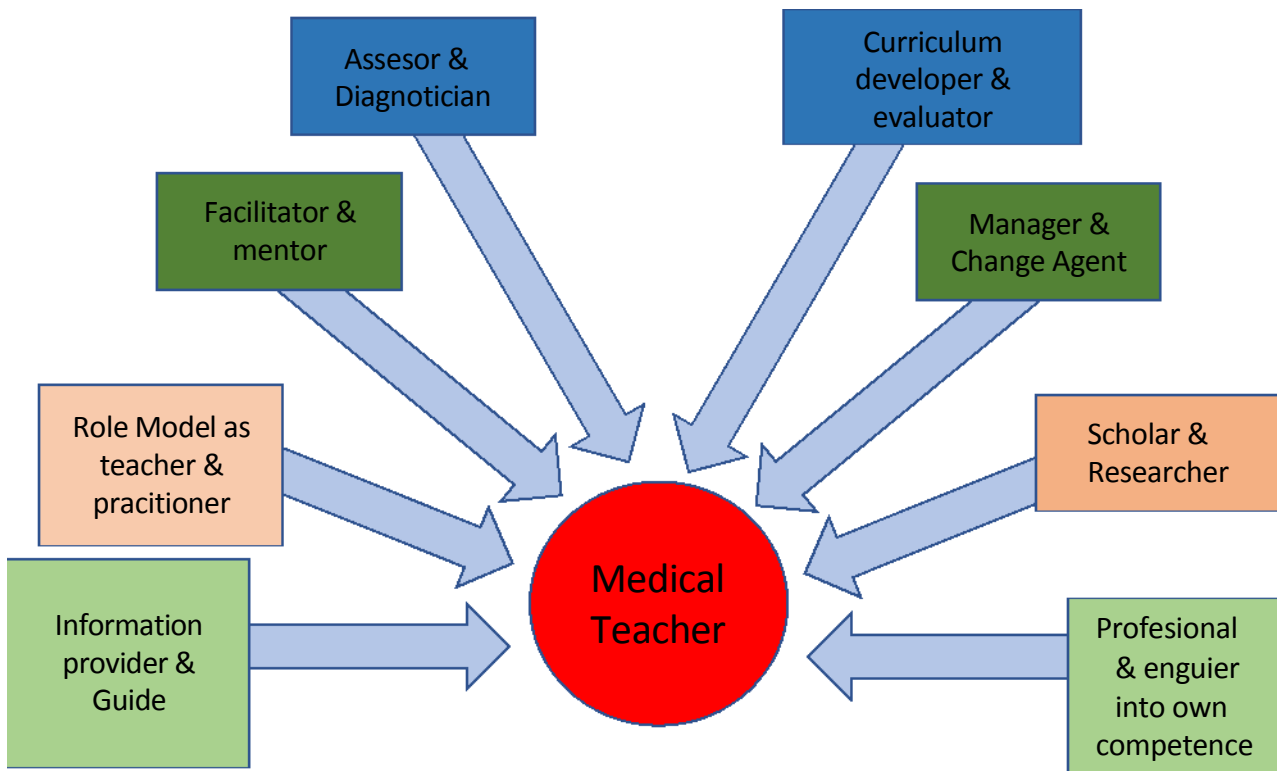 Assesor &
Diagnotician
Curriculum
developer &
evaluator
Facilitator &
mentor
Manager &
Change Agent
Role Model as
teacher &
practitioner
Scholar &
Researcher
Medical
Teacher
Information
provider &
Guide
Profesional
& enguier
into own
competence